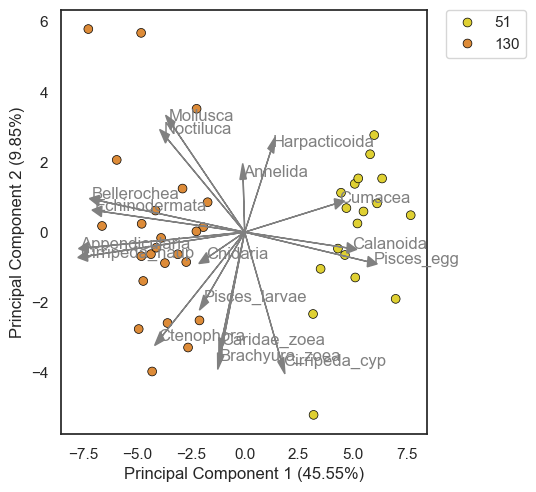 51
130
6
4
2
0
−2
−4
Mollusca
Noctiluca
Harpacticoida
Annelida
Bellerochea
Echinodermata
Cumacea
Appendicularia
Calanoida
Cnidaria
Pisces_egg
Pisces_larvae
Ctenophora
Caridae_zoea
Brachyura_zoea
Cirripeda_cyp
−7.5 −5.0 −2.5 0.0 2.5 5.0 7.5
Principal Component 1 (45.55%)
Principal Component 2 (9.85%)